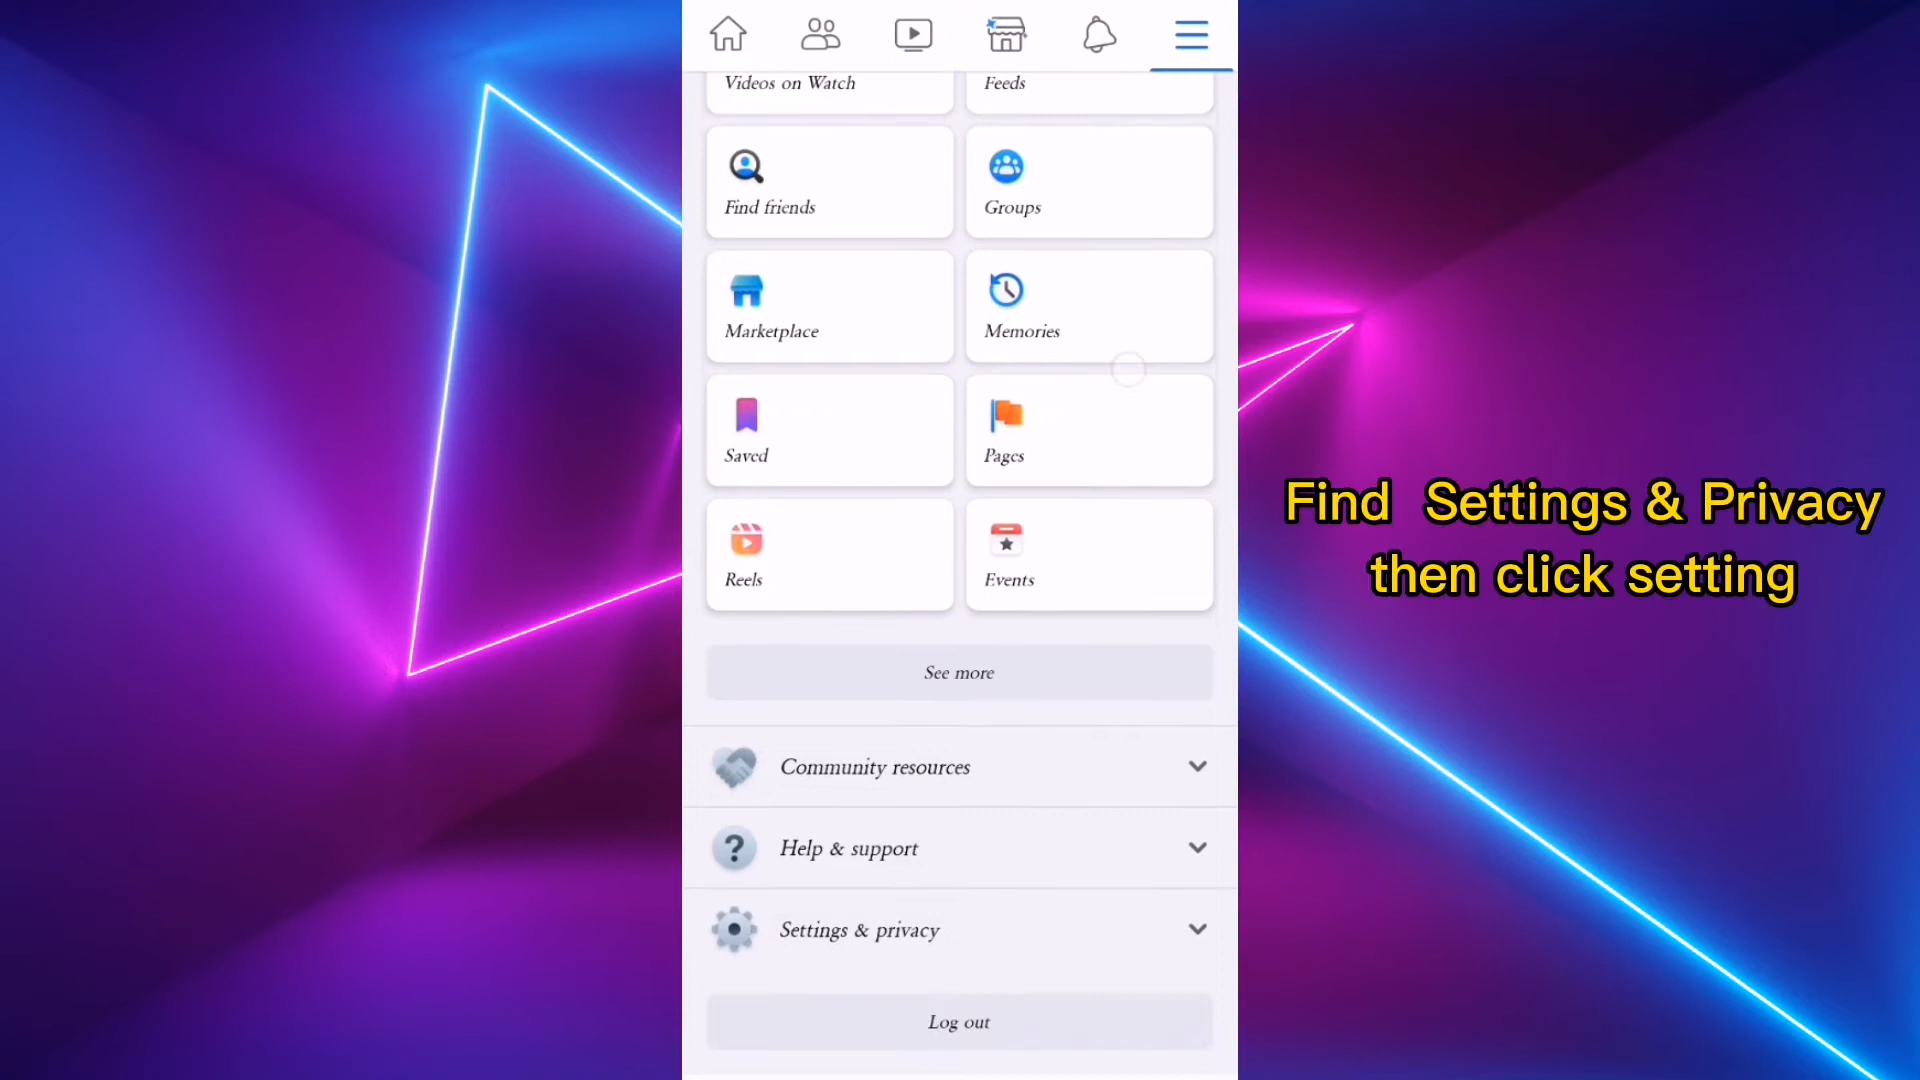 Videos on Watch
Feeds
Find friends
Groups
Marketplace
Memories
Saved
Pages
Reels
Events
See more
Community resources
Help & support
Settings & privacy
Log out
Find Settings & Privacy
then click setting